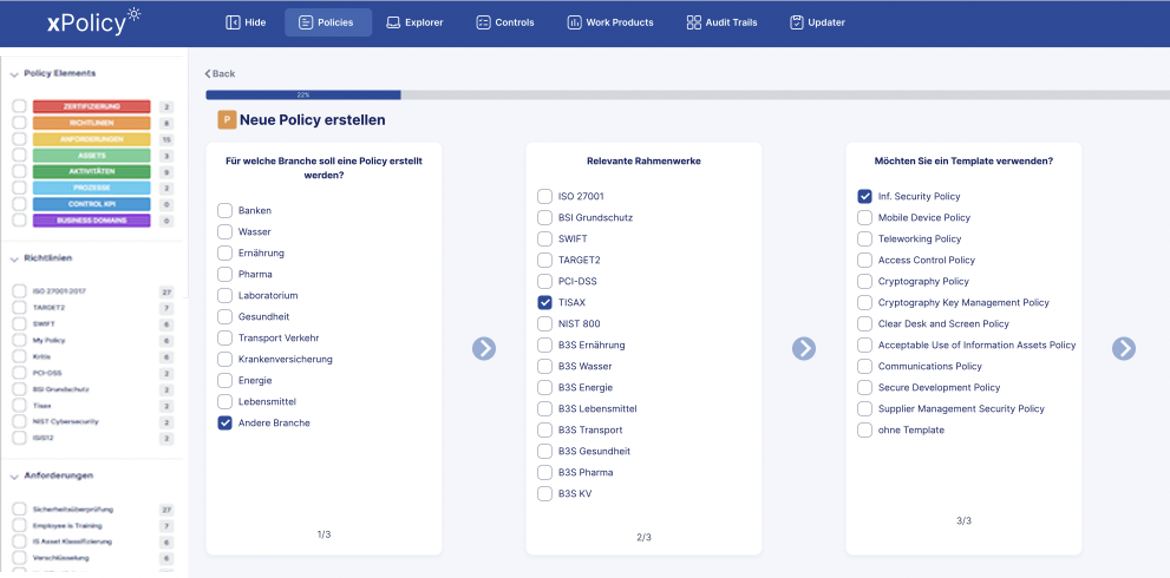 xPolicy
Hide
Policies
Explorer
Controls
Work Products
Audit Trails
Updater
Policy Elements
ZERTIFIZIERUNG 2
RICHTLINIEN 8
ANFORDERUNGEN 15
ASSETS 3
AKTIVITÄTEN 9
PROZESSE 2
CONTROL KPI 0
BUSINESS DOMAINS 0
Richtlinien
ISO 27001:2017 27
TARGET2 7
SWIFT 6
My Policy 6
Kritis 6
PCI-DSS 2
BSI Grundschutz 2
Tisax 2
NIST Cybersecurity 2
ISIS12 2
Anforderungen
Sicherheitsüberprüfung 27
Employee is Training 7
IS Asset Klassifizierung 6
Verschlüsselung 6
Back
22%
P Neue Policy erstellen
Für welche Branche soll eine Policy erstellt
werden?
Banken
Wasser
Ernährung
Pharma
Laboratorium
Gesundheit
Transport Verkehr
Krankenversicherung
Energie
Lebensmittel
Andere Branche
1/3
Relevante Rahmenwerke
ISO 27001
BSI Grundschutz
SWIFT
TARGET2
PCI-DSS
TISAX
NIST 800
B3S Ernährung
B3S Wasser
B3S Energie
B3S Lebensmittel
B3S Transport
B3S Gesundheit
B3S Pharma
B3S KV
2/3
Möchten Sie ein Template verwenden?
Inf. Security Policy
Mobile Device Policy
Teleworking Policy
Access Control Policy
Cryptography Policy
Cryptography Key Management Policy
Clear Desk and Screen Policy
Acceptable Use of Information Assets Policy
Communications Policy
Secure Development Policy
Supplier Management Security Policy
ohne Template
3/3